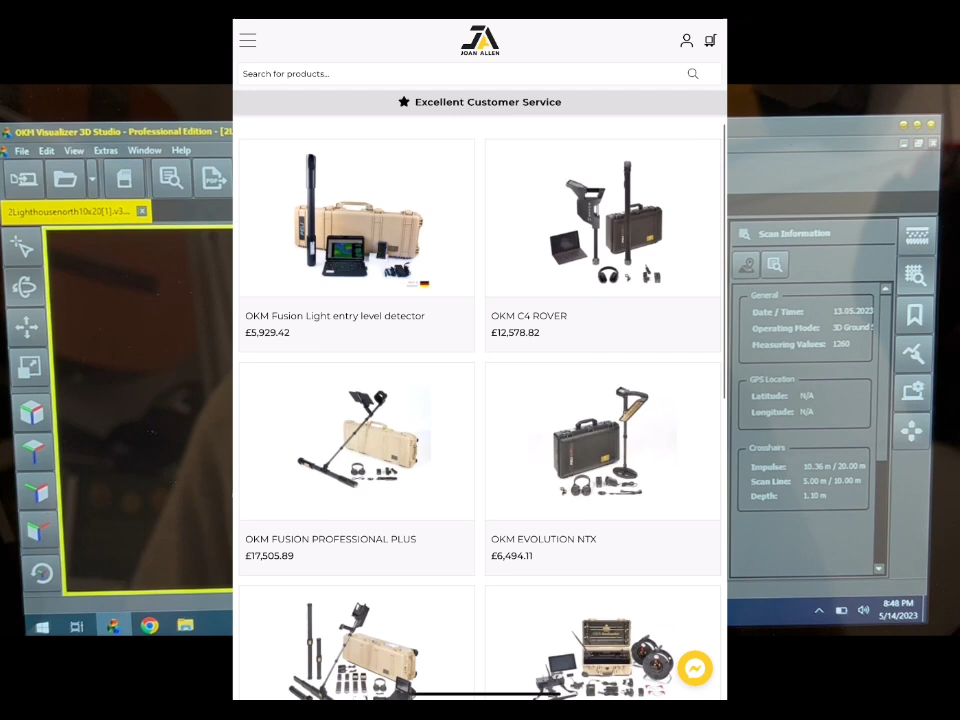 JOAN ALLEN
Search for products...
Excellent Customer Service
OKM Fusion Light entry level detector
£5,929.42
OKM C4 ROVER
£12,578.82
OKM FUSION PROFESSIONAL PLUS
£17,505.89
OKM EVOLUTION NTX
£6,494.11
OKM Visualizer 3D Studio - Professional Edition - [2L
File Edit View Extras Window Help
PDF
2Lighthousenorth10x20[1].v3...
Scan Information
General
Date / Time: 13.05.2023
Operating Mode: 3D Ground S
Measuring Values: 1260
GPS Location
Latitude: N/A
Longitude: N/A
Crosshairs
Impulse: 10.36 m / 20.00 m
Scan Line: 5.00 m / 10.00 m
Depth: 1.10 m
8:48 PM
5/14/2023